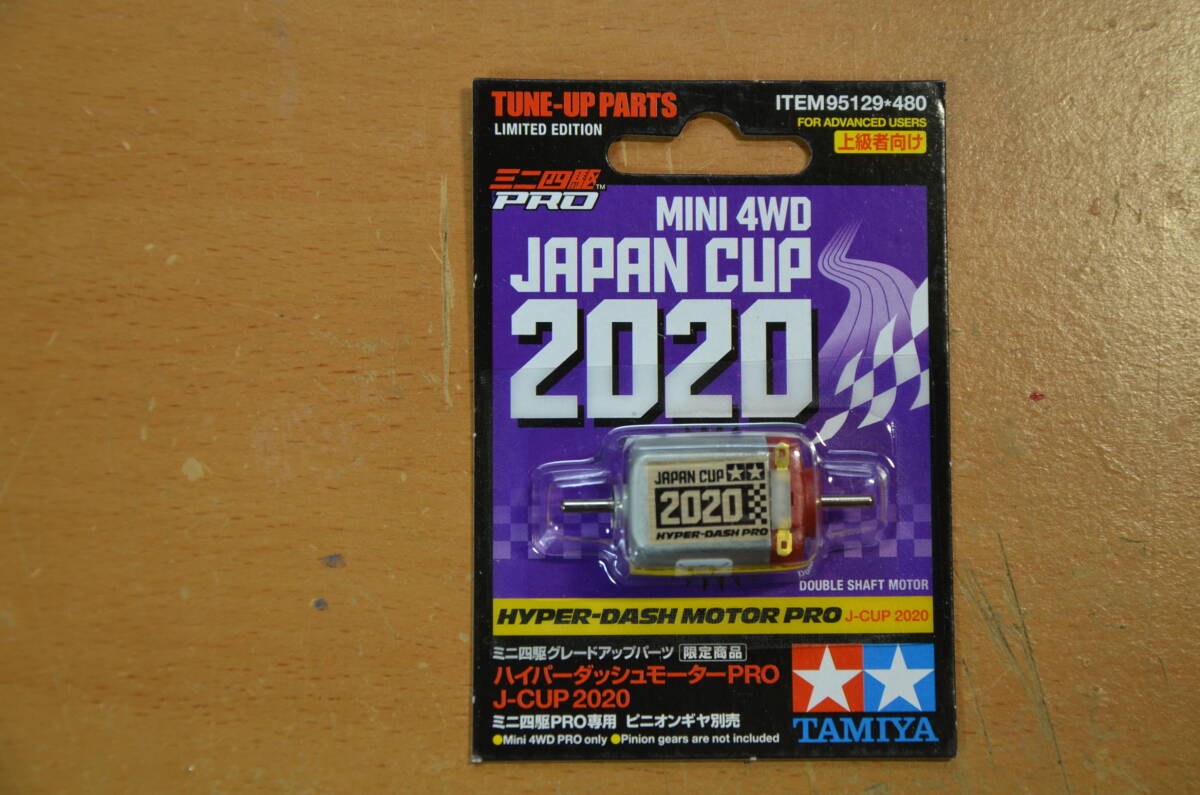 TUNE-UP PARTS
LIMITED EDITION
ITEM 95129*480
FOR ADVANCED USERS
上級者向け
ミニ四駆™
PRO
MINI 4WD
JAPAN CUP
2020
JAPAN CUP
2020
HYPER-DASH PRO
DOUBLE SHAFT MOTOR
HYPER-DASH MOTOR PRO J-CUP 2020
ミニ四駆グレードアップパーツ 限定商品
ハイパーダッシュモーターPRO
J-CUP 2020
ミニ四駆PRO専用 ピニオンギヤ別売
●Mini 4WD PRO only ●Pinion gears are not included
TAMIYA